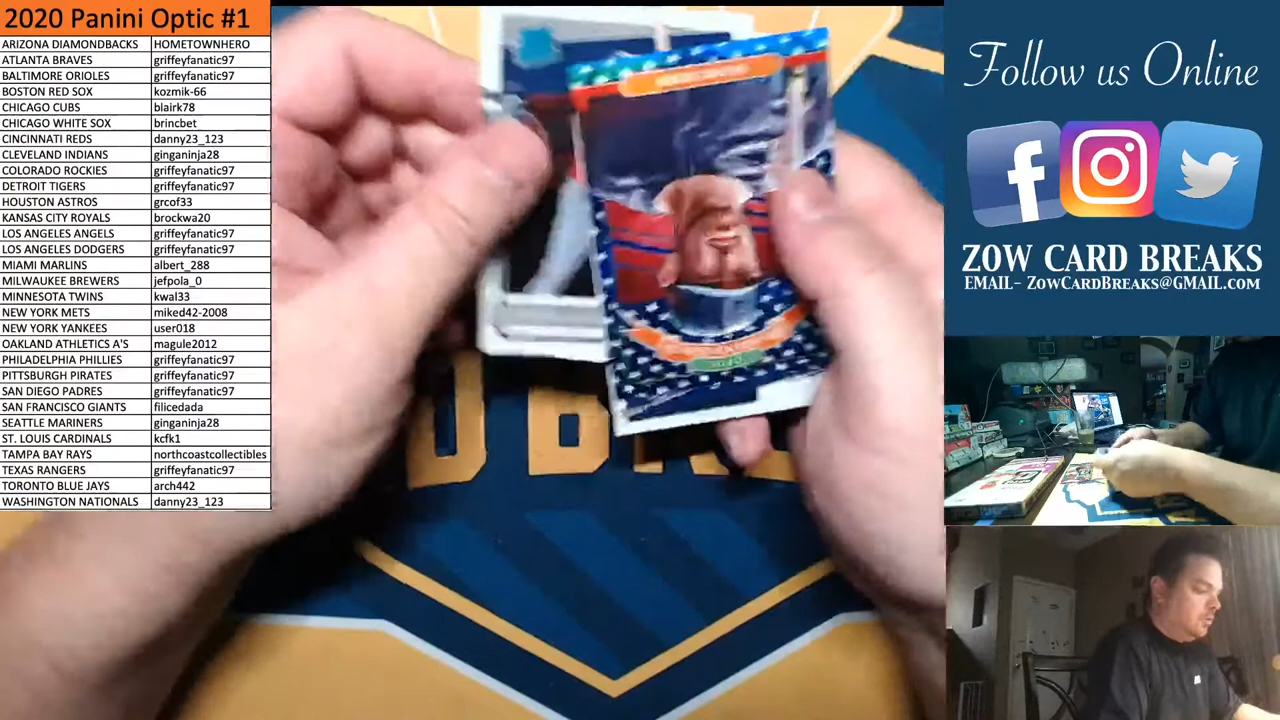 2020 Panini Optic #1
ARIZONA DIAMONDBACKS HOMETOWNHERO
ATLANTA BRAVES griffeyfanatic97
BALTIMORE ORIOLES griffeyfanatic97
BOSTON RED SOX kozmik-66
CHICAGO CUBS blairk78
CHICAGO WHITE SOX brincbet
CINCINNATI REDS danny23_123
CLEVELAND INDIANS ginganinja28
COLORADO ROCKIES griffeyfanatic97
DETROIT TIGERS griffeyfanatic97
HOUSTON ASTROS grcof33
KANSAS CITY ROYALS brockwa20
LOS ANGELES ANGELS griffeyfanatic97
LOS ANGELES DODGERS griffeyfanatic97
MIAMI MARLINS albert_288
MILWAUKEE BREWERS jefpola_0
MINNESOTA TWINS kwal33
NEW YORK METS miked42-2008
NEW YORK YANKEES user018
OAKLAND ATHLETICS A'S magule2012
PHILADELPHIA PHILLIES griffeyfanatic97
PITTSBURGH PIRATES griffeyfanatic97
SAN DIEGO PADRES griffeyfanatic97
SAN FRANCISCO GIANTS filicedada
SEATTLE MARINERS ginganinja28
ST. LOUIS CARDINALS kcfk1
TAMPA BAY RAYS northcoastcollectibles
TEXAS RANGERS griffeyfanatic97
TORONTO BLUE JAYS arch442
WASHINGTON NATIONALS danny23_123
Follow us Online
ZOW CARD BREAKS
EMAIL- ZOWCARDBREAKS@GMAIL.COM